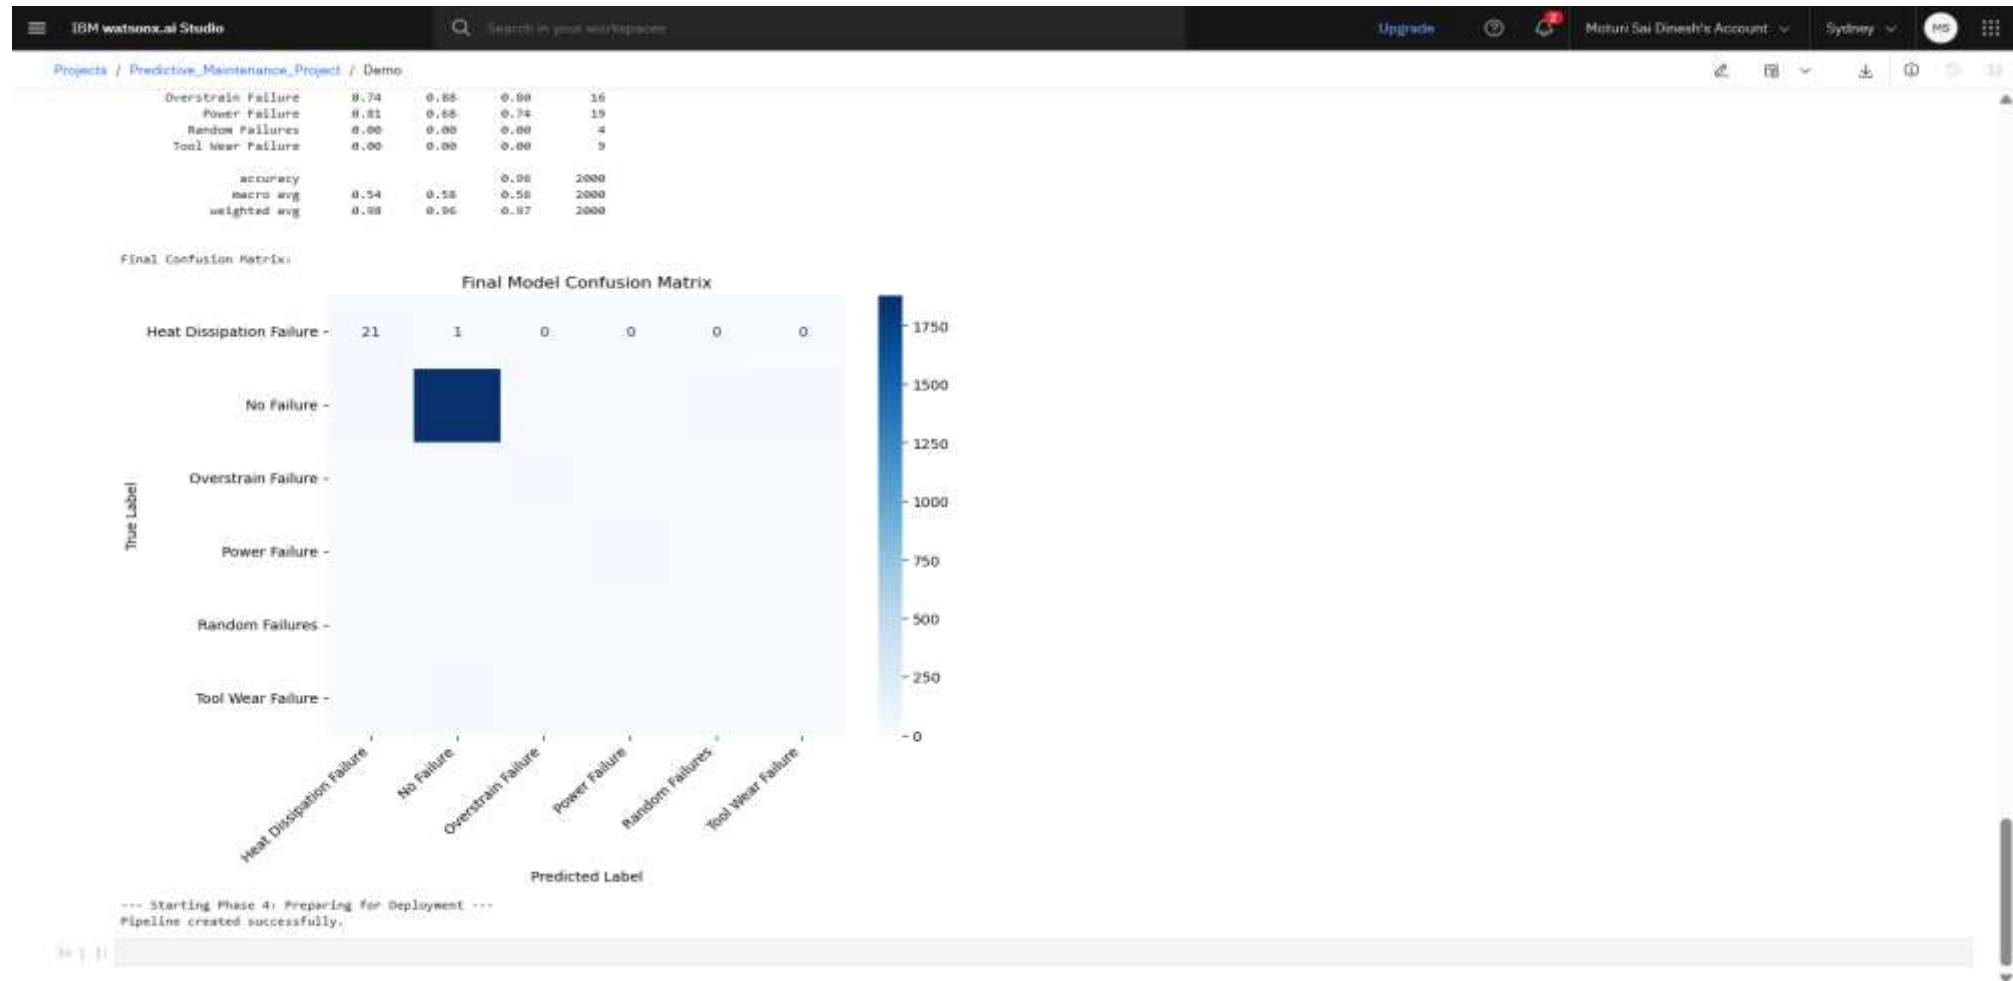 IBM watsonx.ai Studio
Search in your workspaces
Upgrade
2
Moturi Sai Dinesh's Account
Sydney
MS
Projects / Predictive_Maintenance_Project / Demo
Overstrain Failure 0.74 0.88 0.80 16
Power Failure 0.81 0.68 0.74 19
Random Failures 0.00 0.00 0.00 4
Tool Wear Failure 0.00 0.00 0.00 9
accuracy 0.96 2000
macro avg 0.54 0.58 0.56 2000
weighted avg 0.98 0.96 0.97 2000
Final Confusion Matrix:
Final Model Confusion Matrix
Heat Dissipation Failure 21 1 0 0 0 0
No Failure
Overstrain Failure
Power Failure
Random Failures
Tool Wear Failure
True Label
1750
1500
1250
1000
750
500
250
0
Heat Dissipation Failure
No Failure
Overstrain Failure
Power Failure
Random Failures
Tool Wear Failure
Predicted Label
--- Starting Phase 4: Preparing for Deployment ---
Pipeline created successfully.